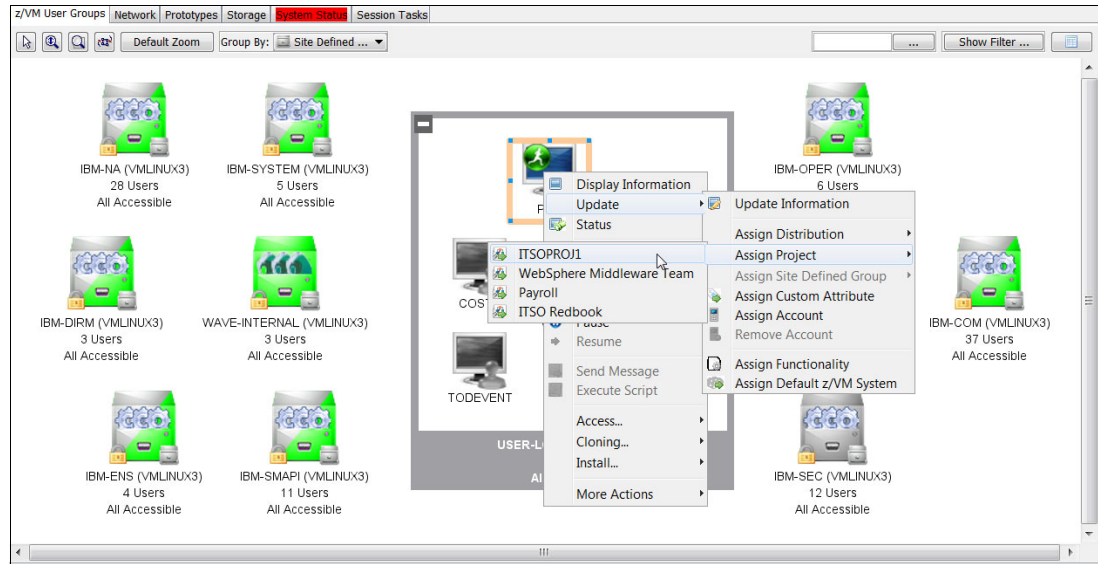 z/VM User Groups Network Prototypes Storage System Status Session Tasks
Default Zoom Group By: Site Defined ... ... Show Filter ...
IBM-NA (VMLINUX3)
28 Users
All Accessible
IBM-SYSTEM (VMLINUX3)
5 Users
All Accessible
IBM-OPER (VMLINUX3)
6 Users
Display Information
Update
Status
Pause
Resume
Send Message
Execute Script
Access...
Cloning...
Install...
More Actions
Update Information
Assign Distribution
Assign Project
Assign Site Defined Group
Assign Custom Attribute
Assign Account
Remove Account
Assign Functionality
Assign Default z/VM System
ITSOPROJ1
WebSphere Middleware Team
Payroll
ITSO Redbook
IBM-DIRM (VMLINUX3)
3 Users
All Accessible
WAVE-INTERNAL (VMLINUX3)
3 Users
All Accessible
TODEVENT
IBM-COM (VMLINUX3)
37 Users
All Accessible
IBM-ENS (VMLINUX3)
4 Users
All Accessible
IBM-SMAPI (VMLINUX3)
11 Users
All Accessible
IBM-SEC (VMLINUX3)
12 Users
All Accessible